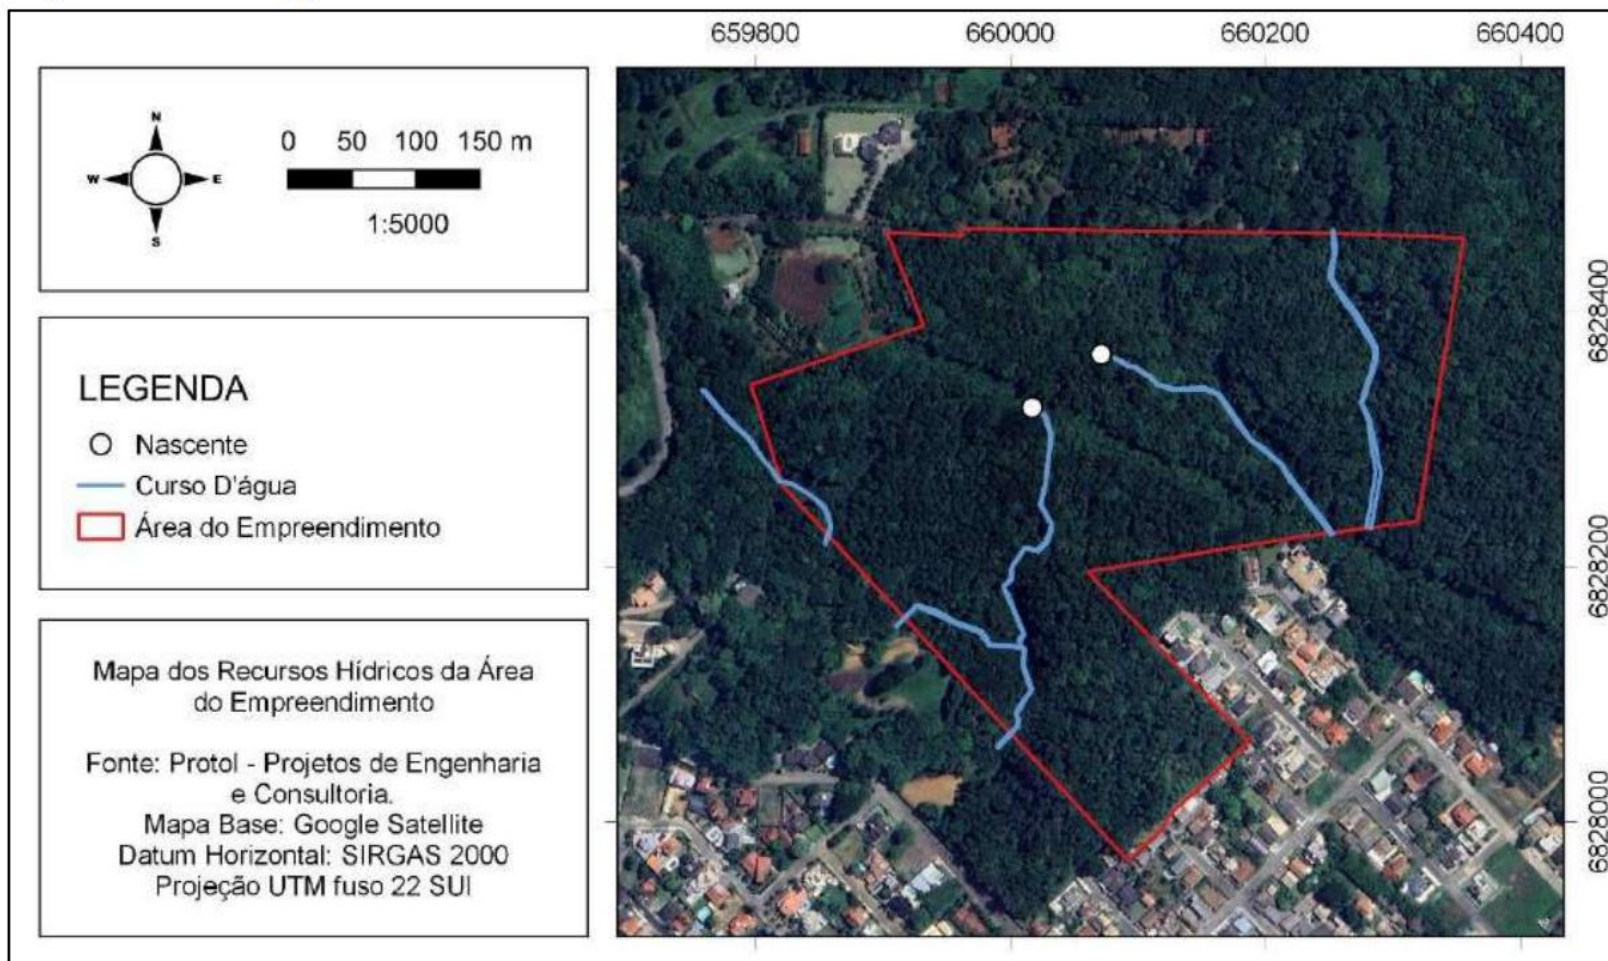 659800 660000 660200 660400
N
W E
S
0 50 100 150 m
1:5000
6828400
6828200
6828000
LEGENDA
Nascente
Curso D'água
Área do Empreendimento
Mapa dos Recursos Hídricos da Área
do Empreendimento
Fonte: Protol - Projetos de Engenharia
e Consultoria.
Mapa Base: Google Satellite
Datum Horizontal: SIRGAS 2000
Projeção UTM fuso 22 SUl